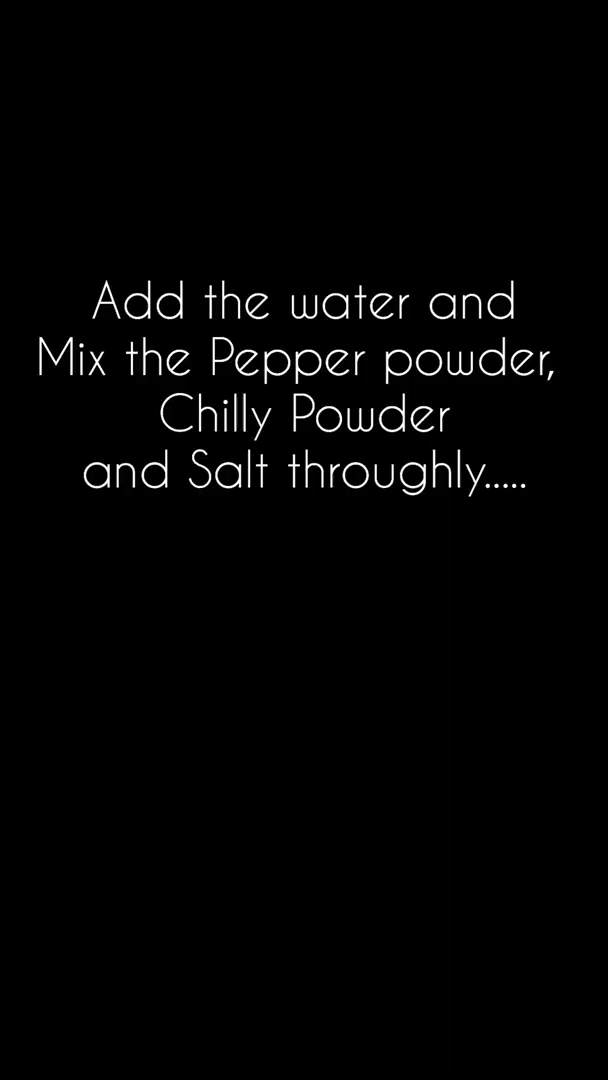 Add the water and
Mix the Pepper powder,
Chilly Powder
and Salt throughly.....